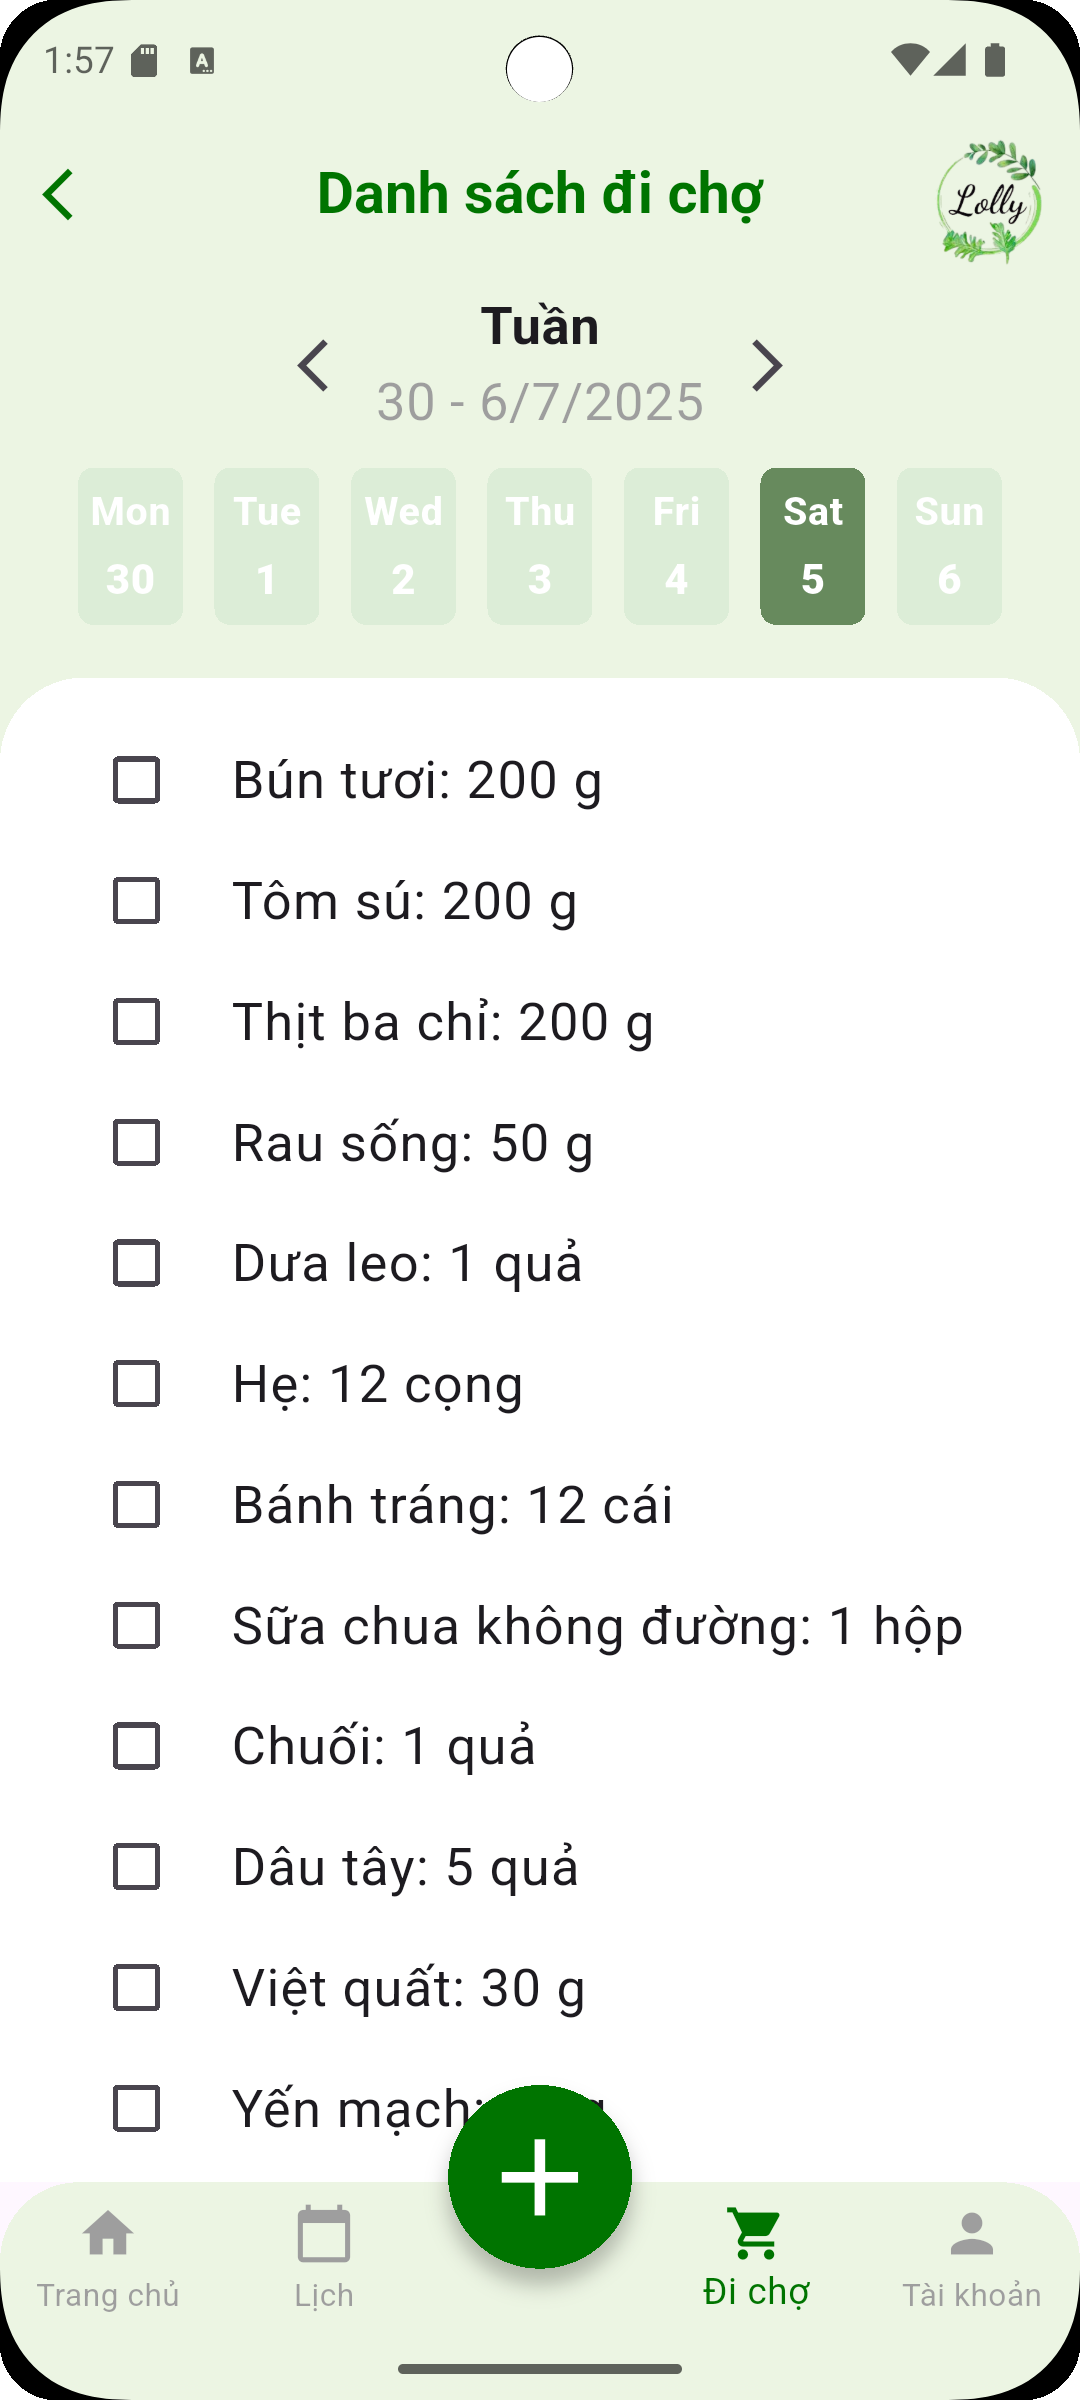 1:57
Danh sách đi chợ
Lolly
Tuần
30 - 6/7/2025
Mon Tue Wed Thu Fri Sat Sun
30 1 2 3 4 5 6
Bún tươi: 200 g
Tôm sú: 200 g
Thịt ba chỉ: 200 g
Rau sống: 50 g
Dưa leo: 1 quả
Hẹ: 12 cọng
Bánh tráng: 12 cái
Sữa chua không đường: 1 hộp
Chuối: 1 quả
Dâu tây: 5 quả
Việt quất: 30 g
Yến mạch:
Trang chủ Lịch Đi chợ Tài khoản